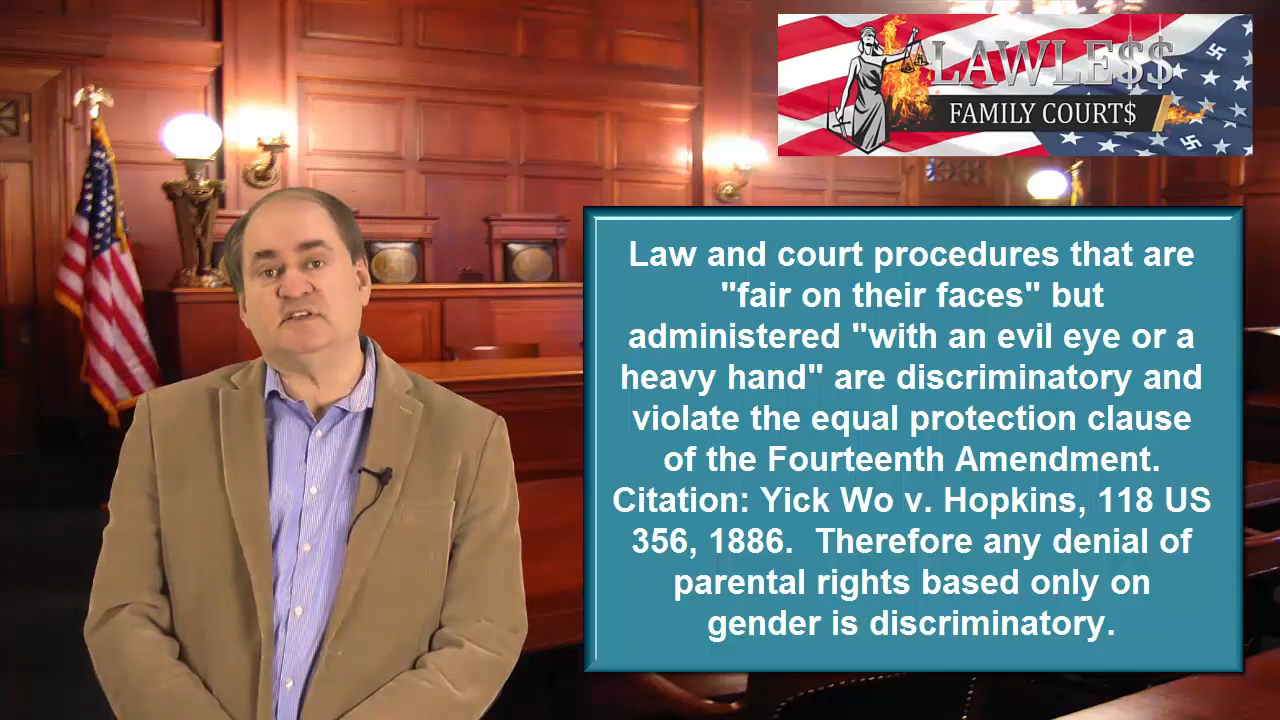 LAWLE$$
FAMILY COURT$
Law and court procedures that are
"fair on their faces" but
administered "with an evil eye or a
heavy hand" are discriminatory and
violate the equal protection clause
of the Fourteenth Amendment.
Citation: Yick Wo v. Hopkins, 118 US
356, 1886.  Therefore any denial of
parental rights based only on
gender is discriminatory.